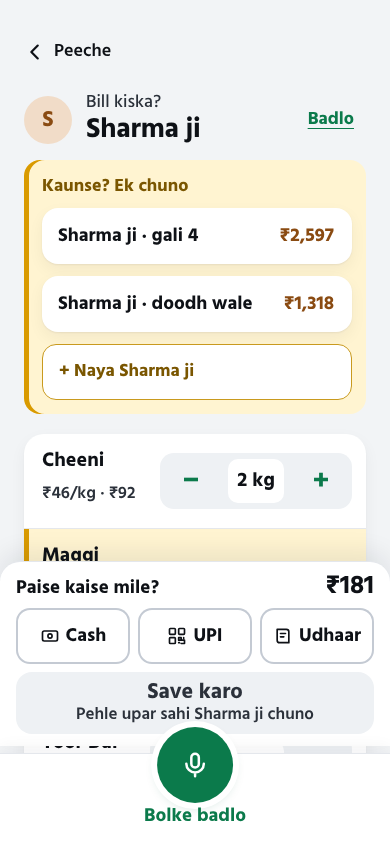 Peeche
S
Bill kiska?
Sharma ji
Badlo
Kaunse? Ek chuno
Sharma ji · gali 4 ₹2,597
Sharma ji · doodh wale ₹1,318
+ Naya Sharma ji
Cheeni
₹46/kg · ₹92
− 2 kg +
Maggi
Paise kaise mile? ₹181
Cash UPI Udhaar
Save karo
Pehle upar sahi Sharma ji chuno
Bolke badlo